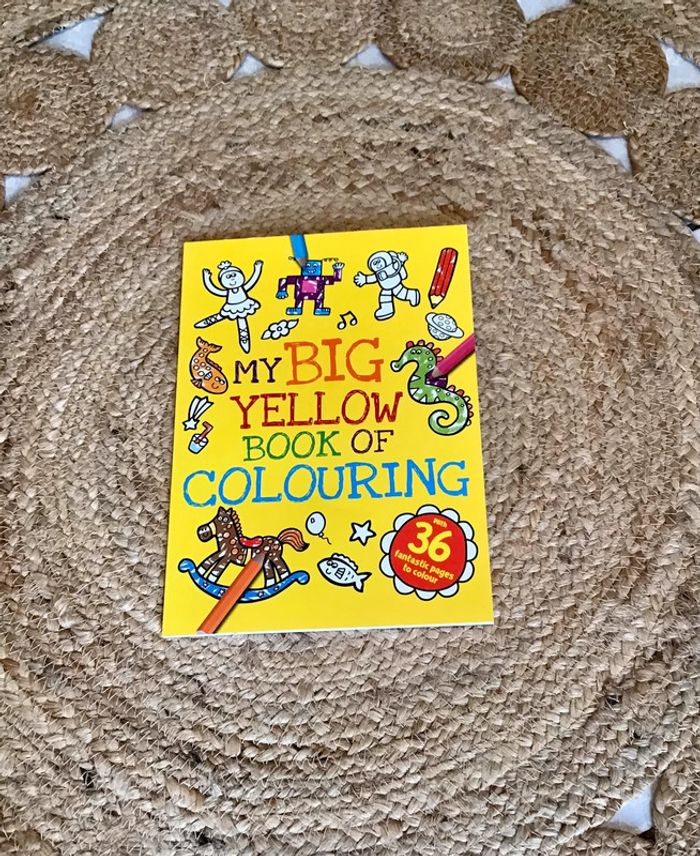 MY BIG
YELLOW
BOOK OF
COLOURING
With
36
fantastic pages
to colour